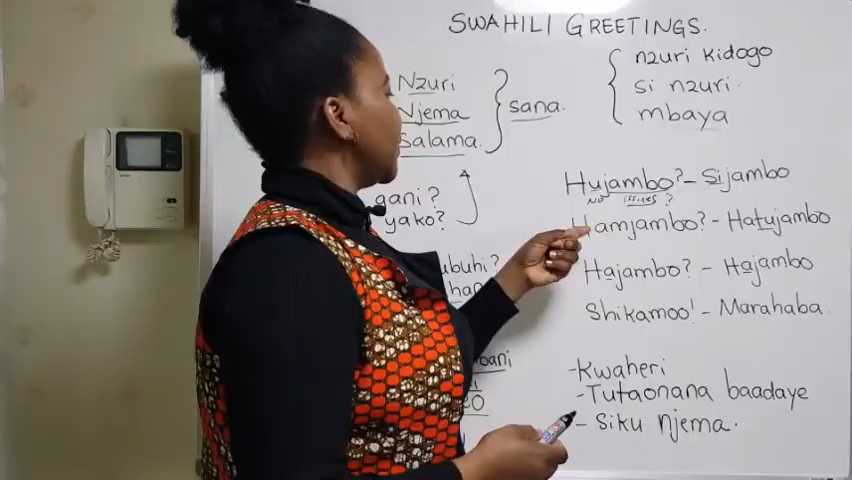 SWAHILI GREETINGS.
Nzuri
Njema
Salama.
sana.
nzuri kidogo
si nzuri.
mbaya
gani?
yako?
Hujambo? - Sijambo
No issues?
Hamjambo? - Hatujambo
Hajambo? - Hajambo.
Shikamoo! - Marahaba.
- Kwaheri
- Tutaonana baadaye
- Siku njema.